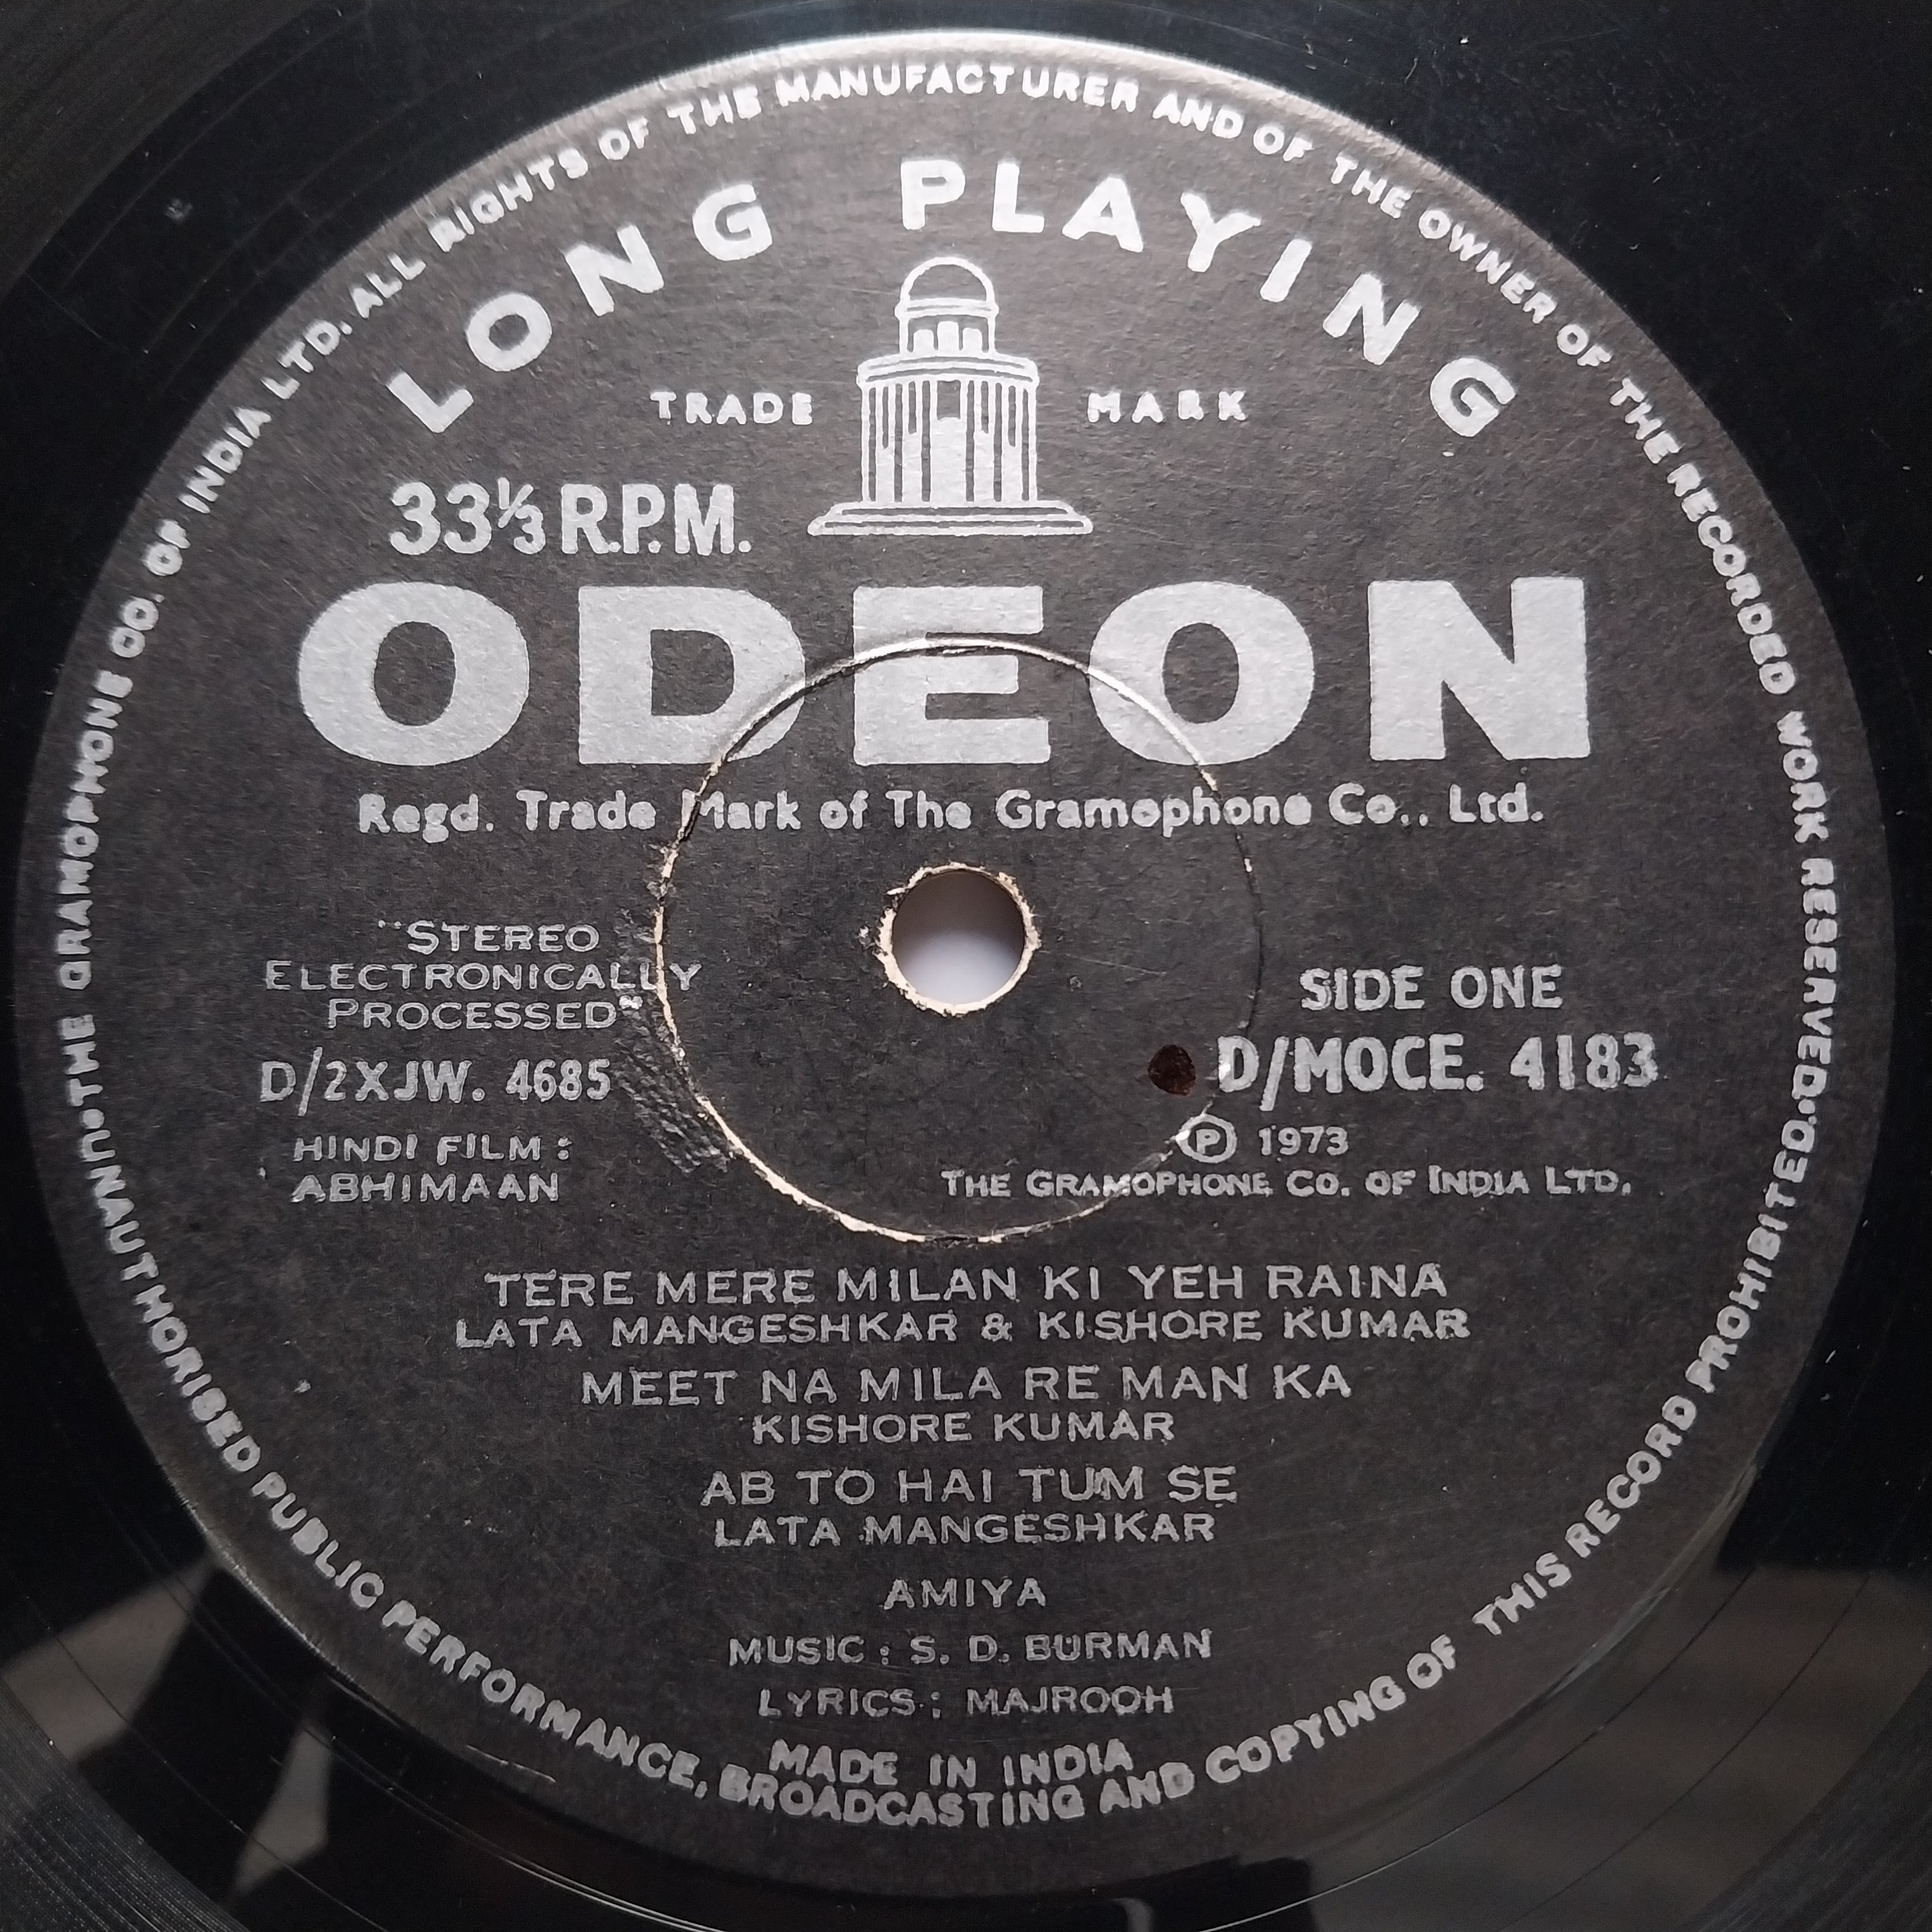 THE GRAMOPHONE CO. OF INDIA LTD. ALL RIGHTS OF THE MANUFACTURER AND OF THE OWNER OF THE RECORDED WORK RESERVED. UNAUTHORISED PUBLIC PERFORMANCE, BROADCASTING AND COPYING OF THIS RECORD PROHIBITED.
LONG PLAYING
TRADE MARK
33⅓ R.P.M.
ODEON
Regd. Trade Mark of The Gramophone Co., Ltd.
"STEREO
ELECTRONICALLY
PROCESSED"
D/2XJW. 4685
HINDI FILM :
ABHIMAAN
SIDE ONE
D/MOCE. 4183
Ⓟ 1973
THE GRAMOPHONE CO. OF INDIA LTD.
TERE MERE MILAN KI YEH RAINA
LATA MANGESHKAR & KISHORE KUMAR
MEET NA MILA RE MAN KA
KISHORE KUMAR
AB TO HAI TUM SE
LATA MANGESHKAR
AMIYA
MUSIC : S. D. BURMAN
LYRICS : MAJROOH
MADE IN INDIA